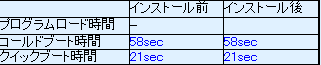 インストール前 インストール後
プログラムロード時間 –
コールドブート時間 58sec 58sec
クイックブート時間 21sec 21sec